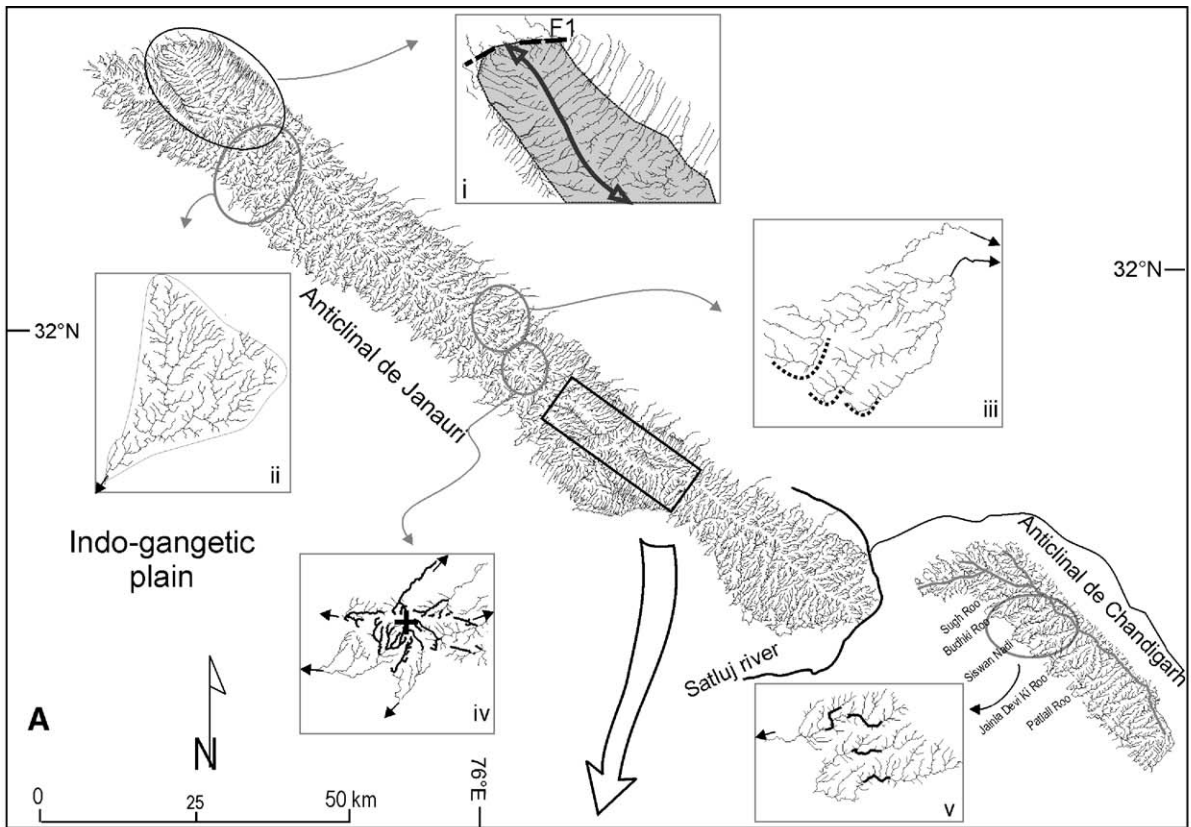 F1
i
32°N
iii
32°N
Anticlinal de Janauri
ii
Indo-gangetic
plain
Anticlinal de Chandigarh
Sugh Roo
Budhki Roo
Siswan Nadi
Jainta Devi Ki Roo
Patiali Roo
Satluj river
iv
A
N
v
76°E
0
25
50 km